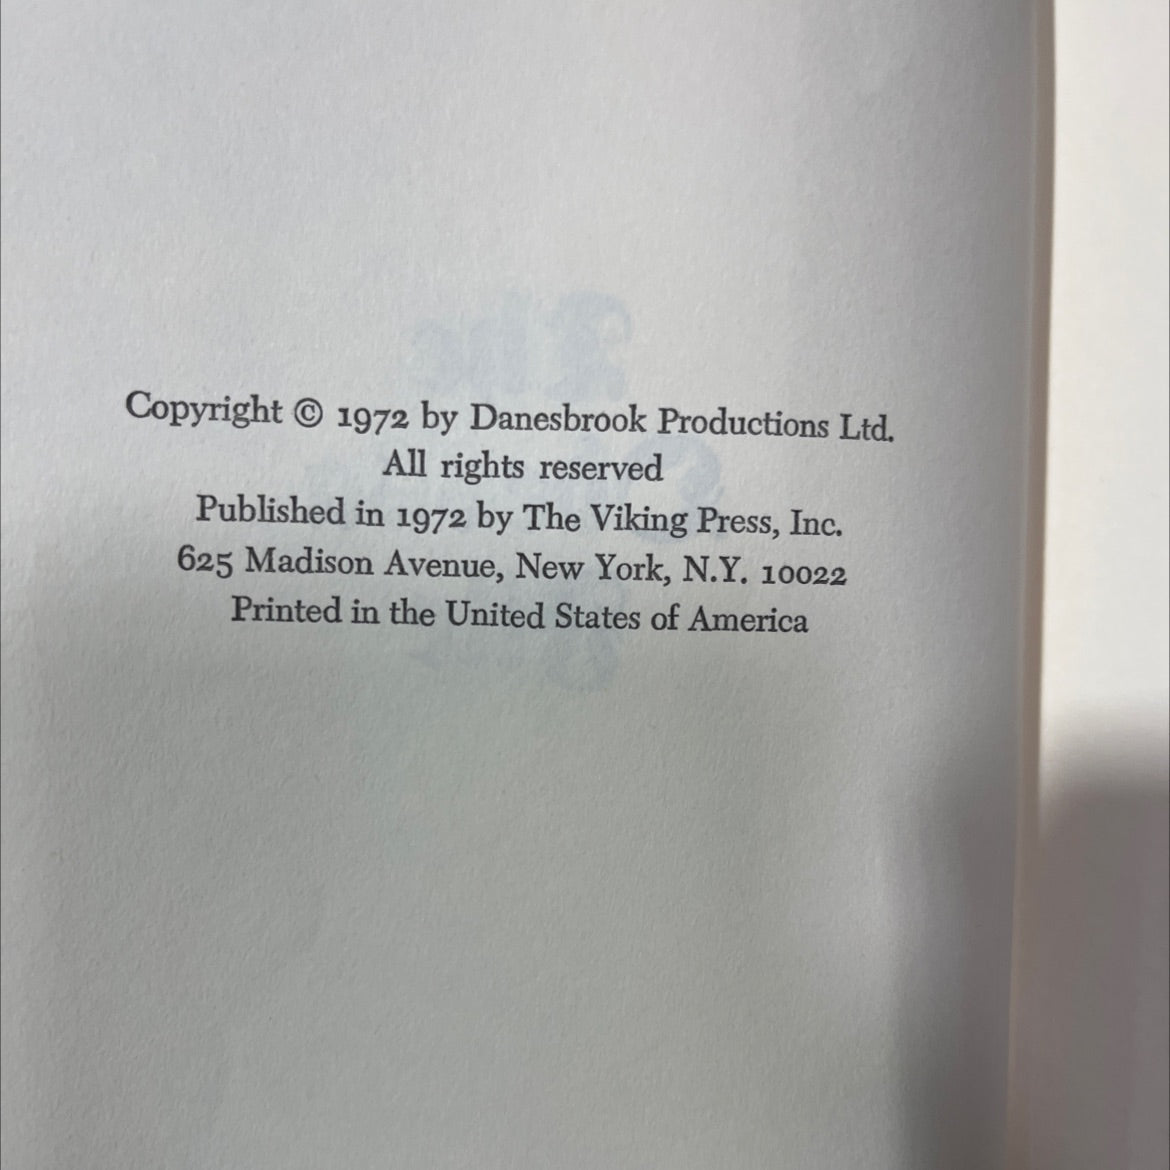 Copyright © 1972 by Danesbrook Productions Ltd.
All rights reserved
Published in 1972 by The Viking Press, Inc.
625 Madison Avenue, New York, N.Y. 10022
Printed in the United States of America